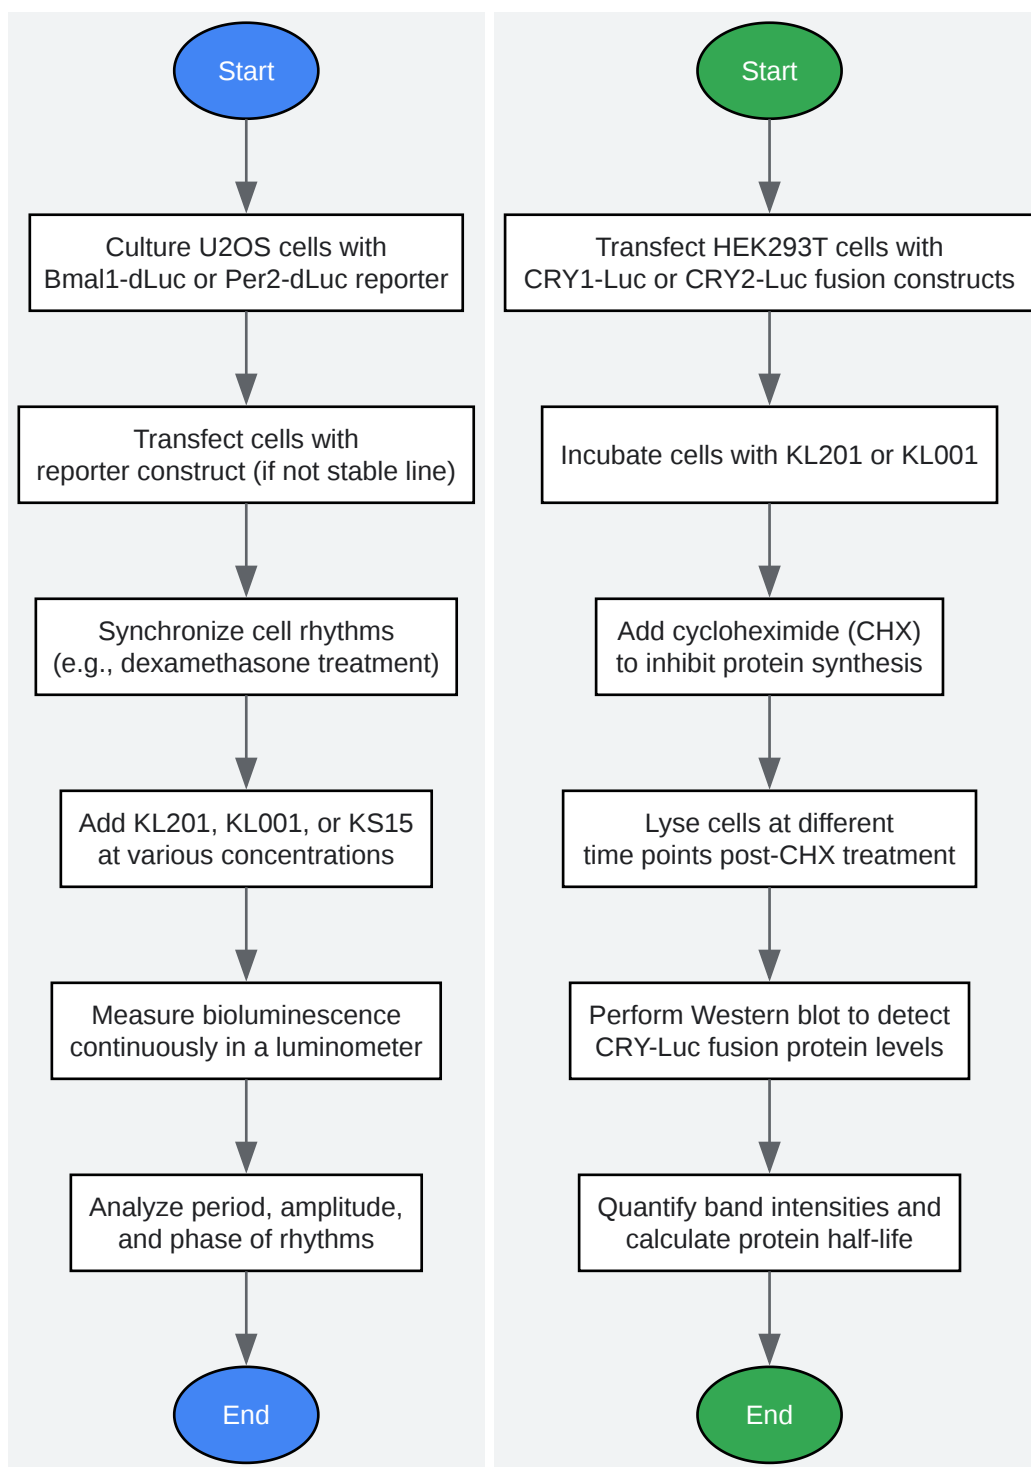 Start
Culture U2OS cells with
Bmal1-dLuc or Per2-dLuc reporter
Transfect cells with
reporter construct (if not stable line)
Synchronize cell rhythms
(e.g., dexamethasone treatment)
Add KL201, KL001, or KS15
at various concentrations
Measure bioluminescence
continuously in a luminometer
Analyze period, amplitude,
and phase of rhythms
End
Start
Transfect HEK293T cells with
CRY1-Luc or CRY2-Luc fusion constructs
Incubate cells with KL201 or KL001
Add cycloheximide (CHX)
to inhibit protein synthesis
Lyse cells at different
time points post-CHX treatment
Perform Western blot to detect
CRY-Luc fusion protein levels
Quantify band intensities and
calculate protein half-life
End